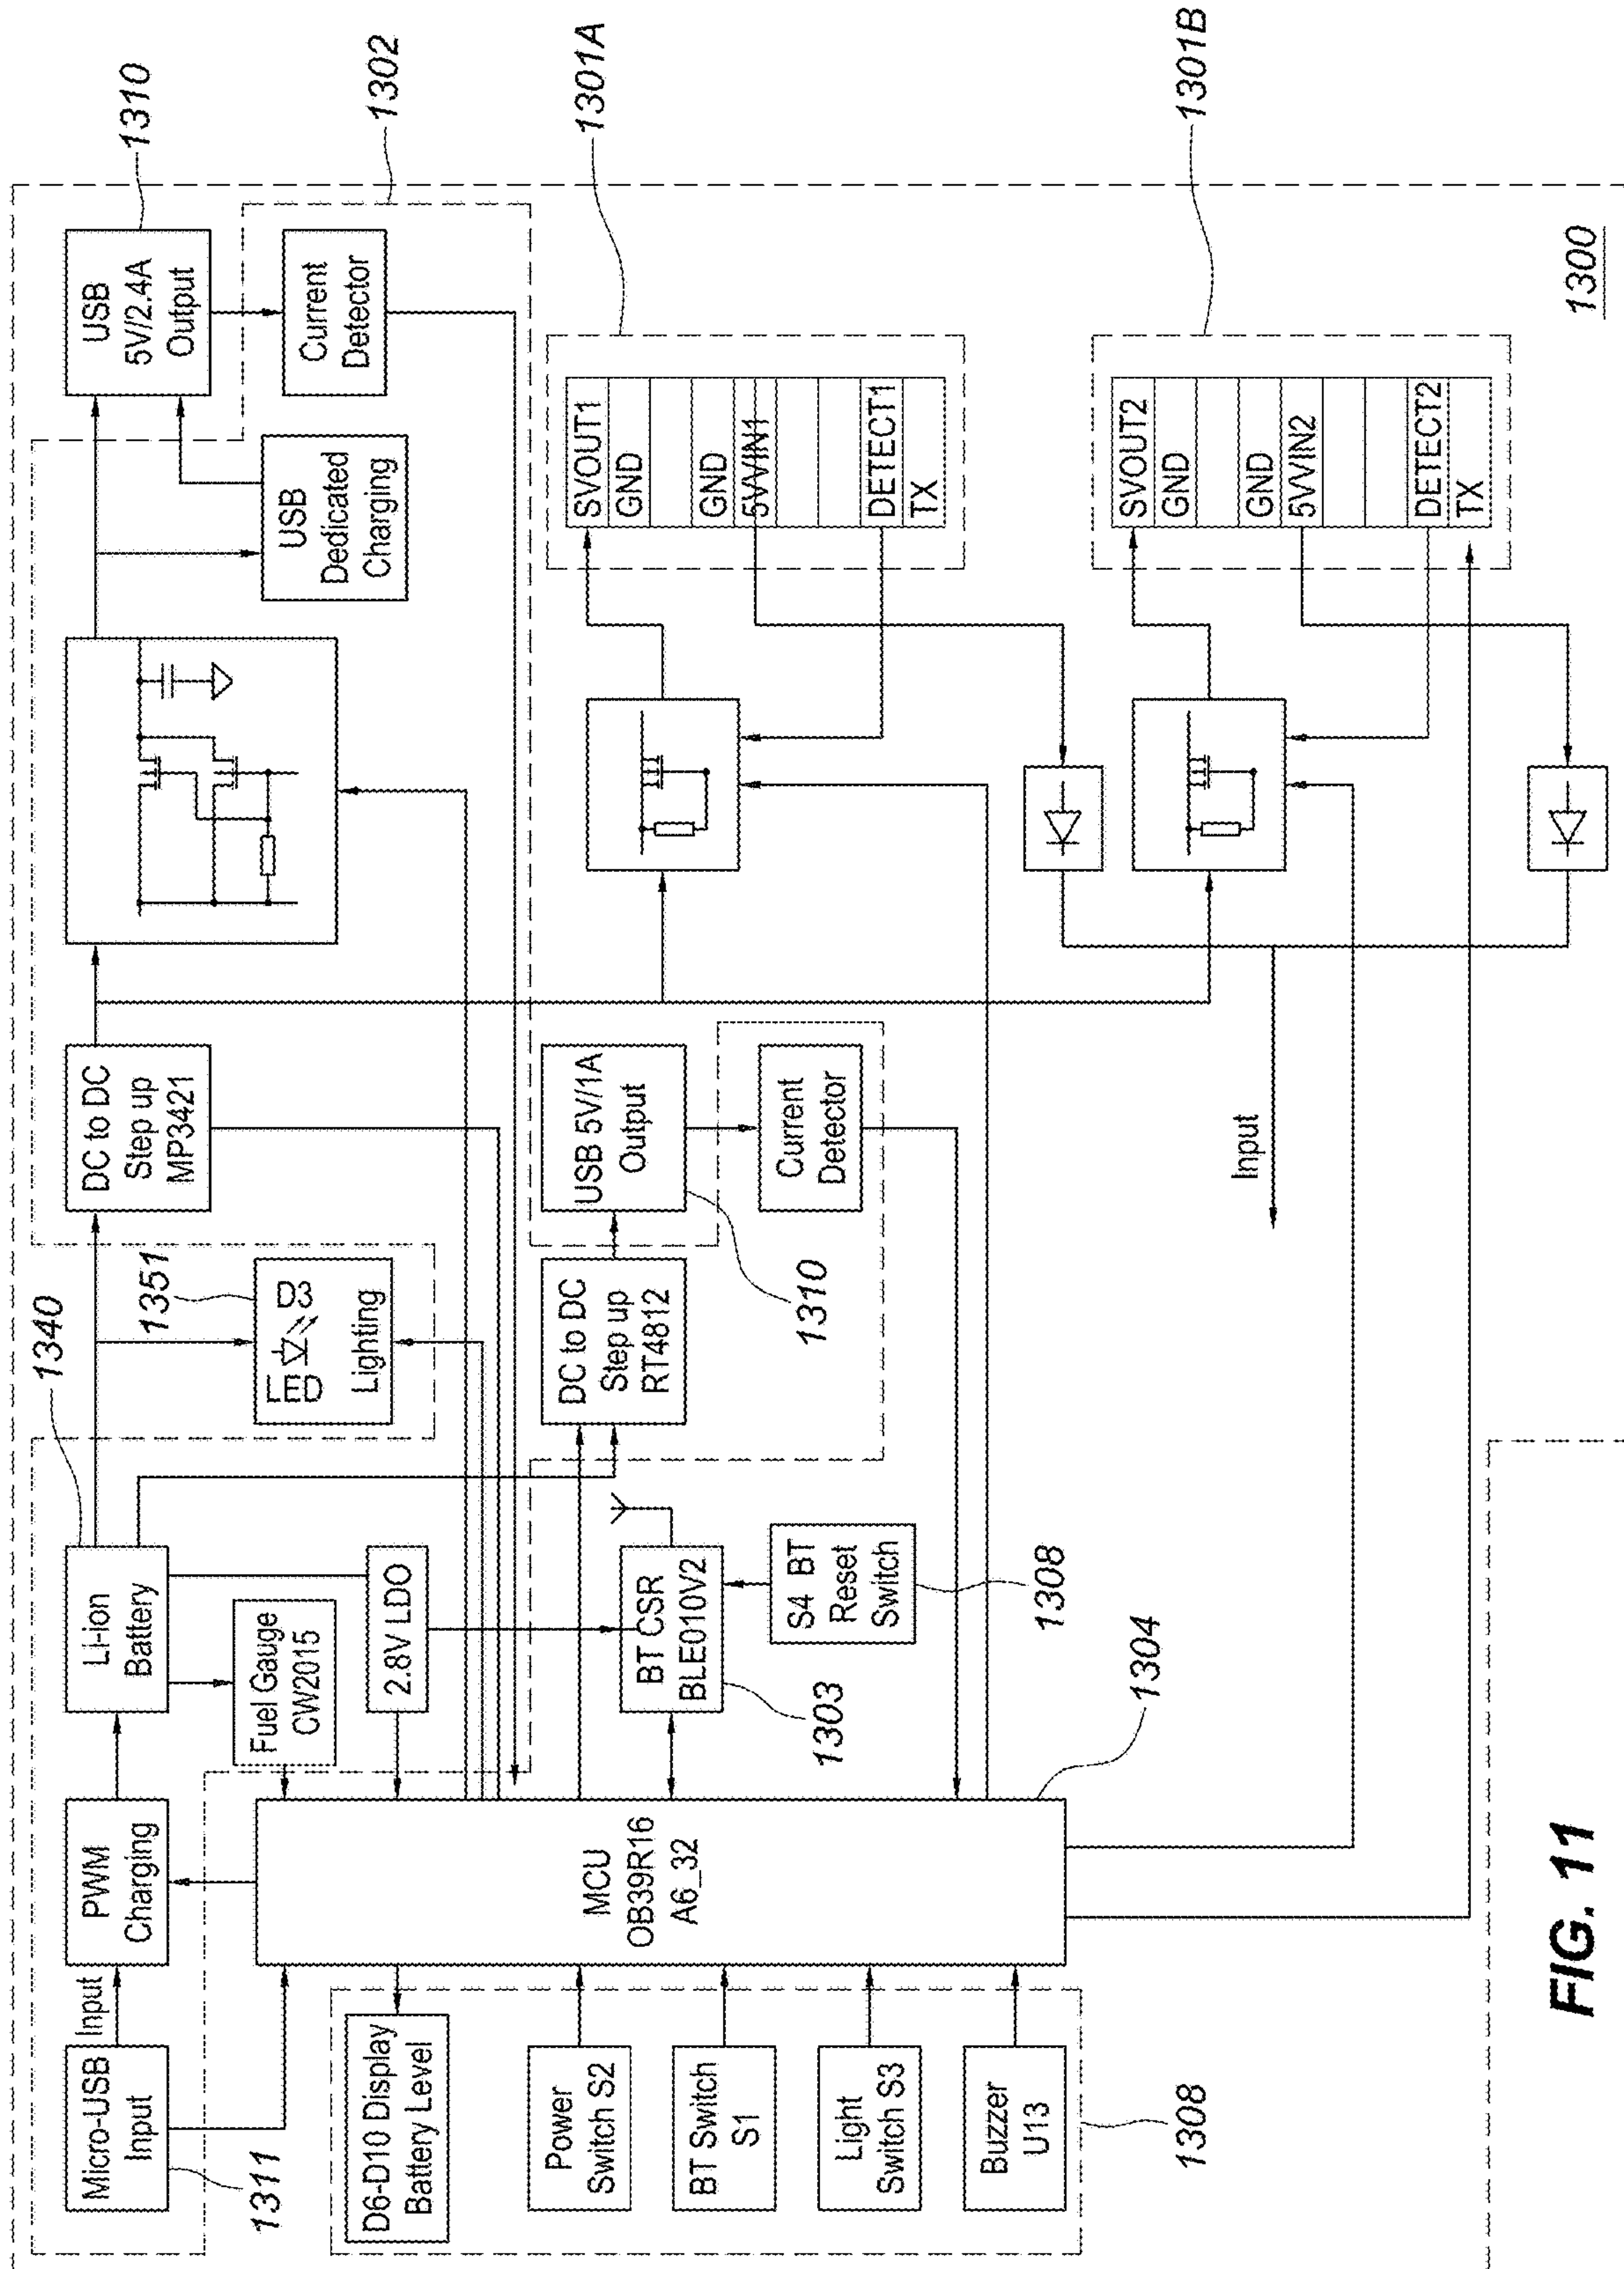 Micro-USB
Input
1311
Input
PWM
Charging
Li-ion
Battery
1340
Fuel Gauge
CW2015
2.8V LDO
LED D3
Lighting
1351
DC to DC
Step up
MP3421
USB
5V/2.4A
Output
1310
USB
Dedicated
Charging
Current
Detector
1302
D6-D10 Display
Battery Level
Power
Switch S2
BT Switch
S1
Light
Switch S3
Buzzer
U13
1308
MCU
OB39R16
A6_32
1304
BT CSR
BLE010V2
1303
S4 BT
Reset
Switch
1308
DC to DC
Step up
RT4812
USB 5V/1A
Output
1310
Current
Detector
Input
SVOUT1
GND
GND
5VVIN1
DETECT1
TX
1301A
SVOUT2
GND
GND
5VVIN2
DETECT2
TX
1301B
1300
FIG. 11